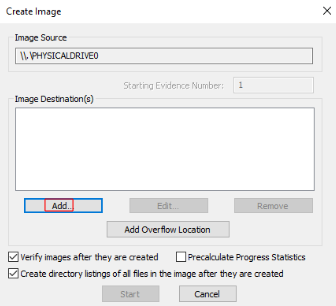 Create Image
Image Source
\\.\PHYSICALDRIVE0
Starting Evidence Number: 1
Image Destination(s)
Add... Edit... Remove
Add Overflow Location
Verify images after they are created Precalculate Progress Statistics
Create directory listings of all files in the image after they are created
Start Cancel